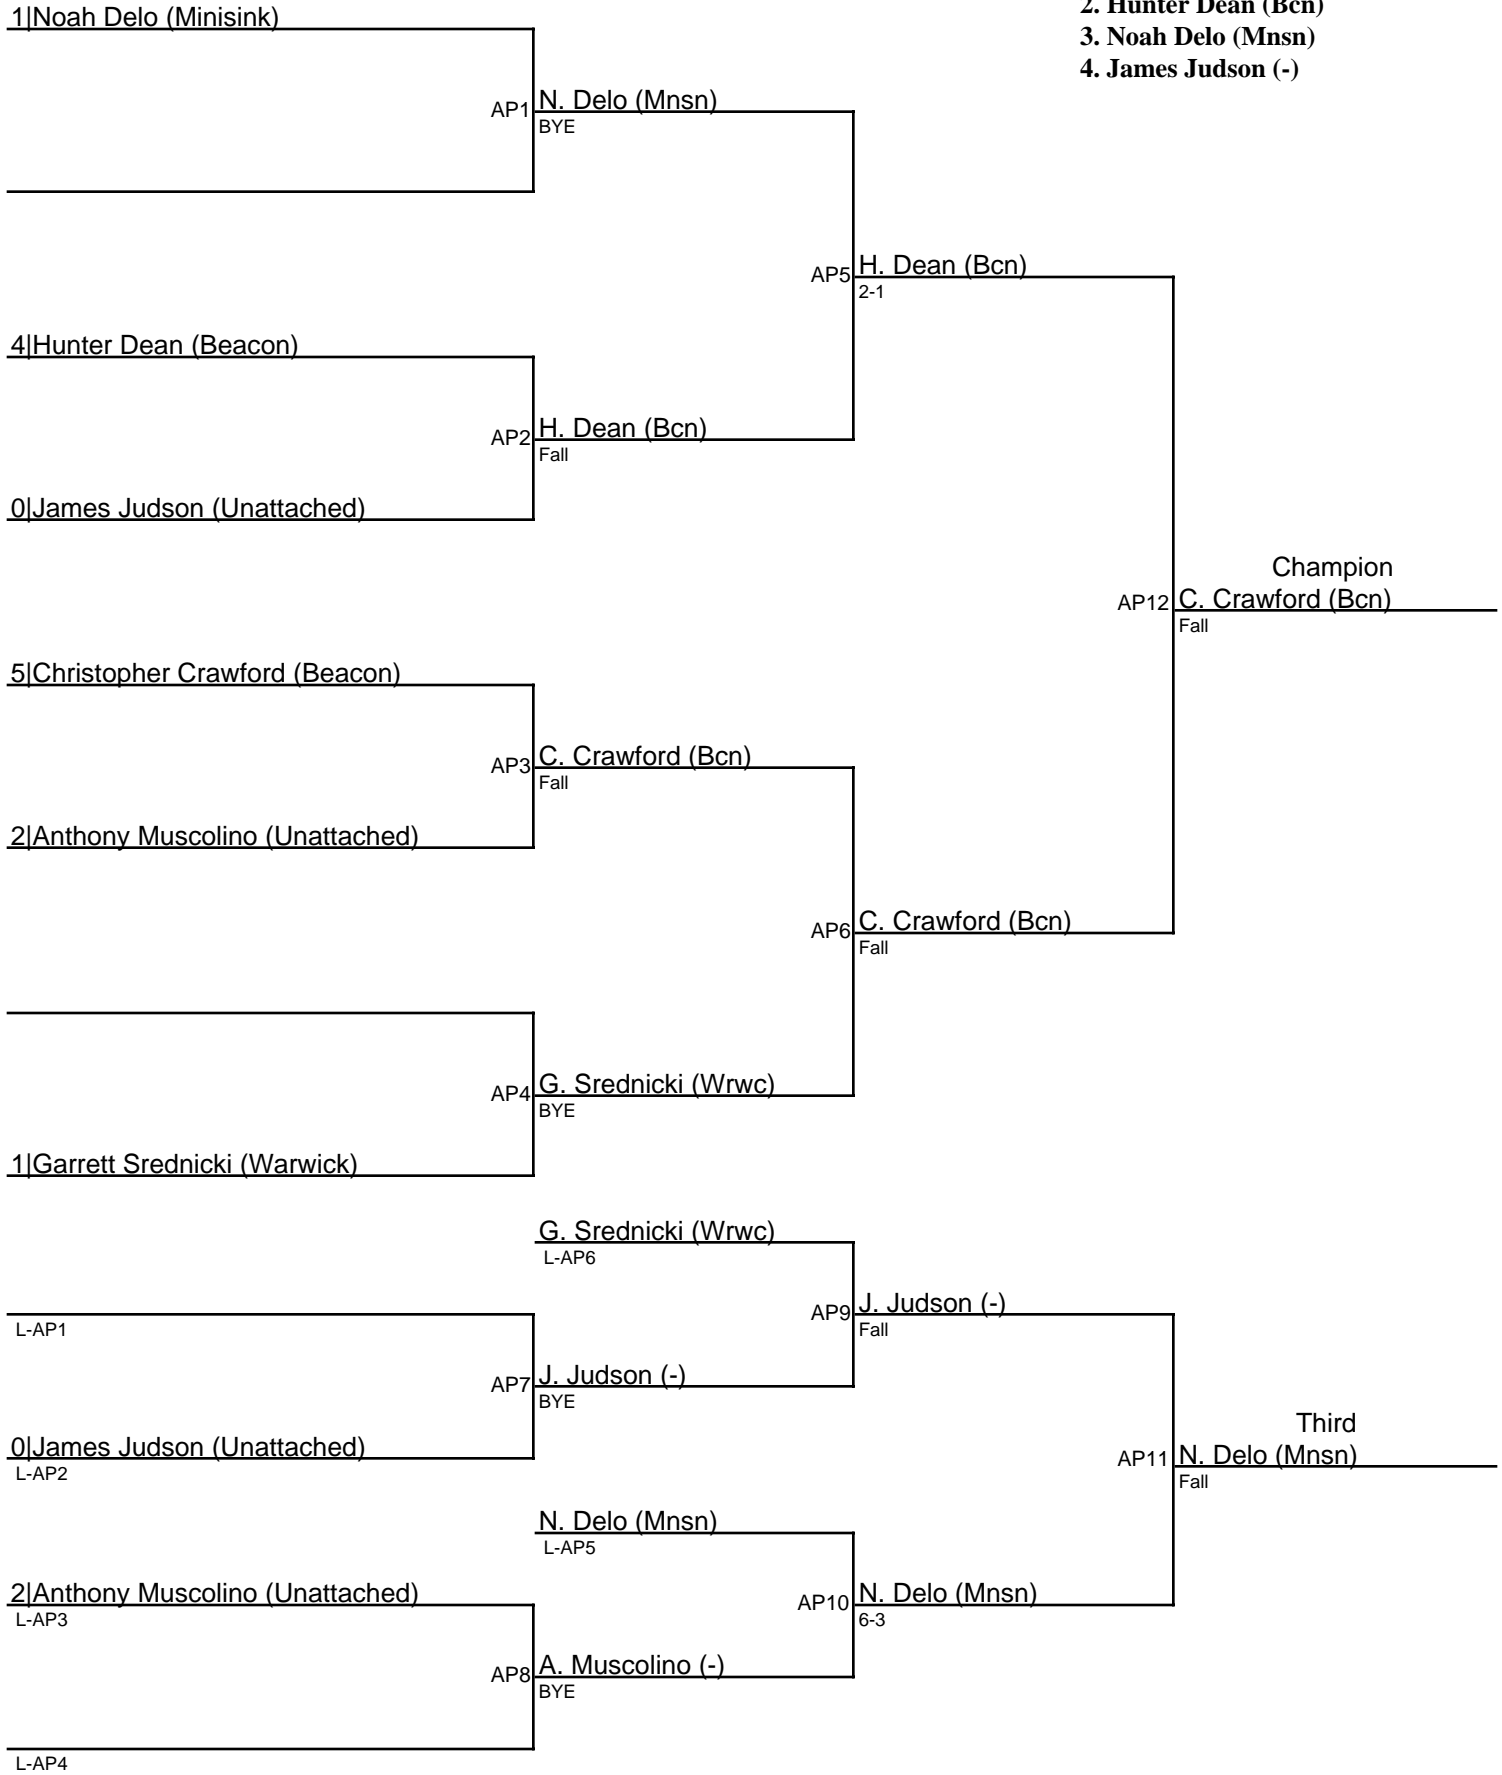 1|Noah Delo (Minisink)
2. Hunter Dean (Bcn)
3. Noah Delo (Mnsn)
4. James Judson (-)
AP1
N. Delo (Mnsn)
BYE
AP5
H. Dean (Bcn)
2-1
4|Hunter Dean (Beacon)
AP2
H. Dean (Bcn)
Fall
0|James Judson (Unattached)
Champion
AP12
C. Crawford (Bcn)
Fall
5|Christopher Crawford (Beacon)
AP3
C. Crawford (Bcn)
Fall
2|Anthony Muscolino (Unattached)
AP6
C. Crawford (Bcn)
Fall
AP4
G. Srednicki (Wrwc)
BYE
1|Garrett Srednicki (Warwick)
G. Srednicki (Wrwc)
L-AP6
AP9
J. Judson (-)
Fall
L-AP1
AP7
J. Judson (-)
BYE
0|James Judson (Unattached)
L-AP2
Third
AP11
N. Delo (Mnsn)
Fall
N. Delo (Mnsn)
L-AP5
2|Anthony Muscolino (Unattached)
L-AP3
AP10
N. Delo (Mnsn)
6-3
AP8
A. Muscolino (-)
BYE
L-AP4